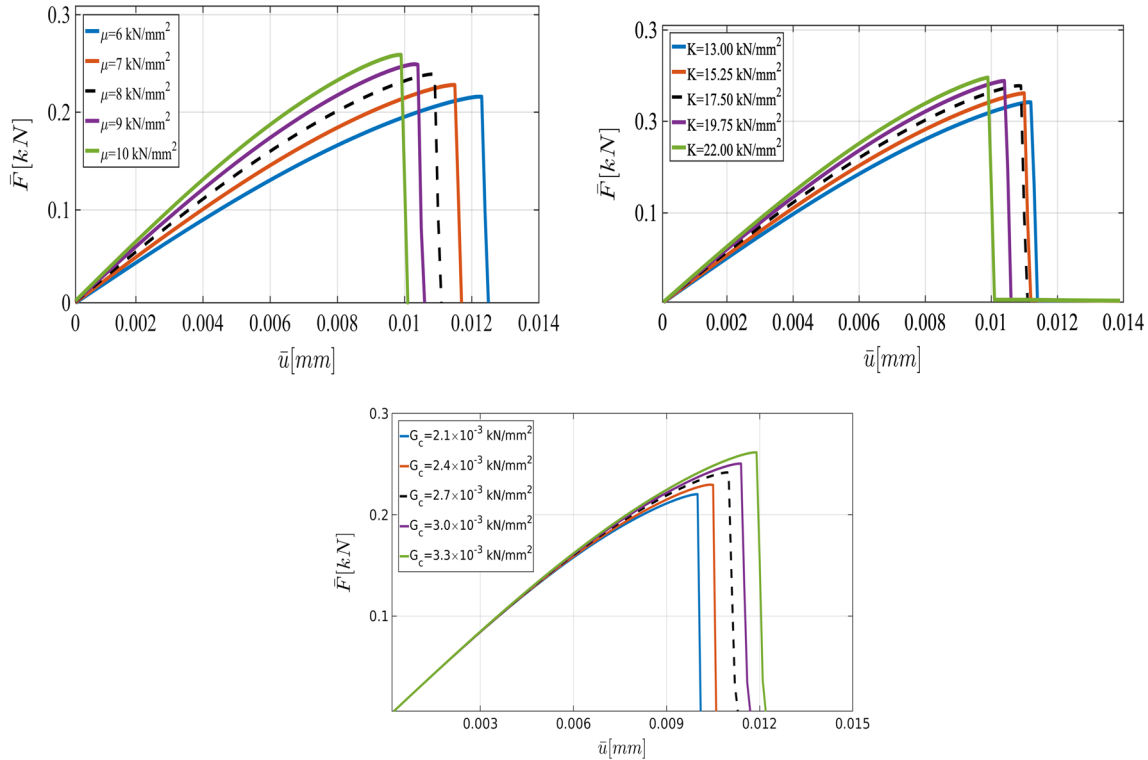 0.3
0.2
0.1
0
F̄[kN]
μ=6 kN/mm²
μ=7 kN/mm²
μ=8 kN/mm²
μ=9 kN/mm²
μ=10 kN/mm²
0 0.002 0.004 0.006 0.008 0.01 0.012 0.014
ū[mm]
0.3
0.3
0.1
F̄[kN]
K=13.00 kN/mm²
K=15.25 kN/mm²
K=17.50 kN/mm²
K=19.75 kN/mm²
K=22.00 kN/mm²
0 0.002 0.004 0.006 0.008 0.01 0.012 0.014
ū[mm]
0.3
0.2
0.1
F̄[kN]
G_c=2.1×10⁻³ kN/mm²
G_c=2.4×10⁻³ kN/mm²
G_c=2.7×10⁻³ kN/mm²
G_c=3.0×10⁻³ kN/mm²
G_c=3.3×10⁻³ kN/mm²
0.003 0.006 0.009 0.012 0.015
ū[mm]